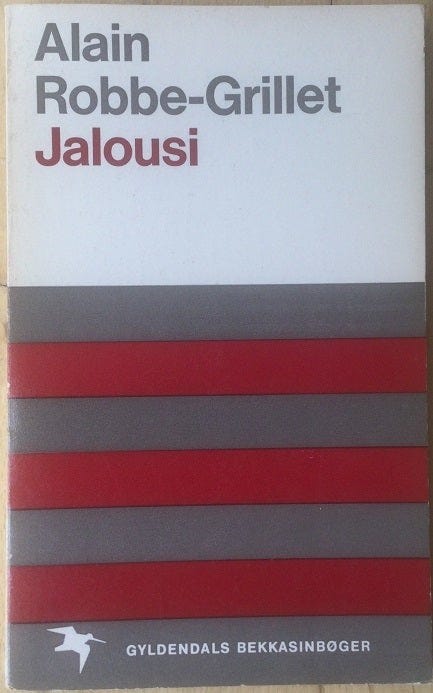 Alain
Robbe-Grillet
Jalousi
GYLDENDALS BEKKASINBØGER